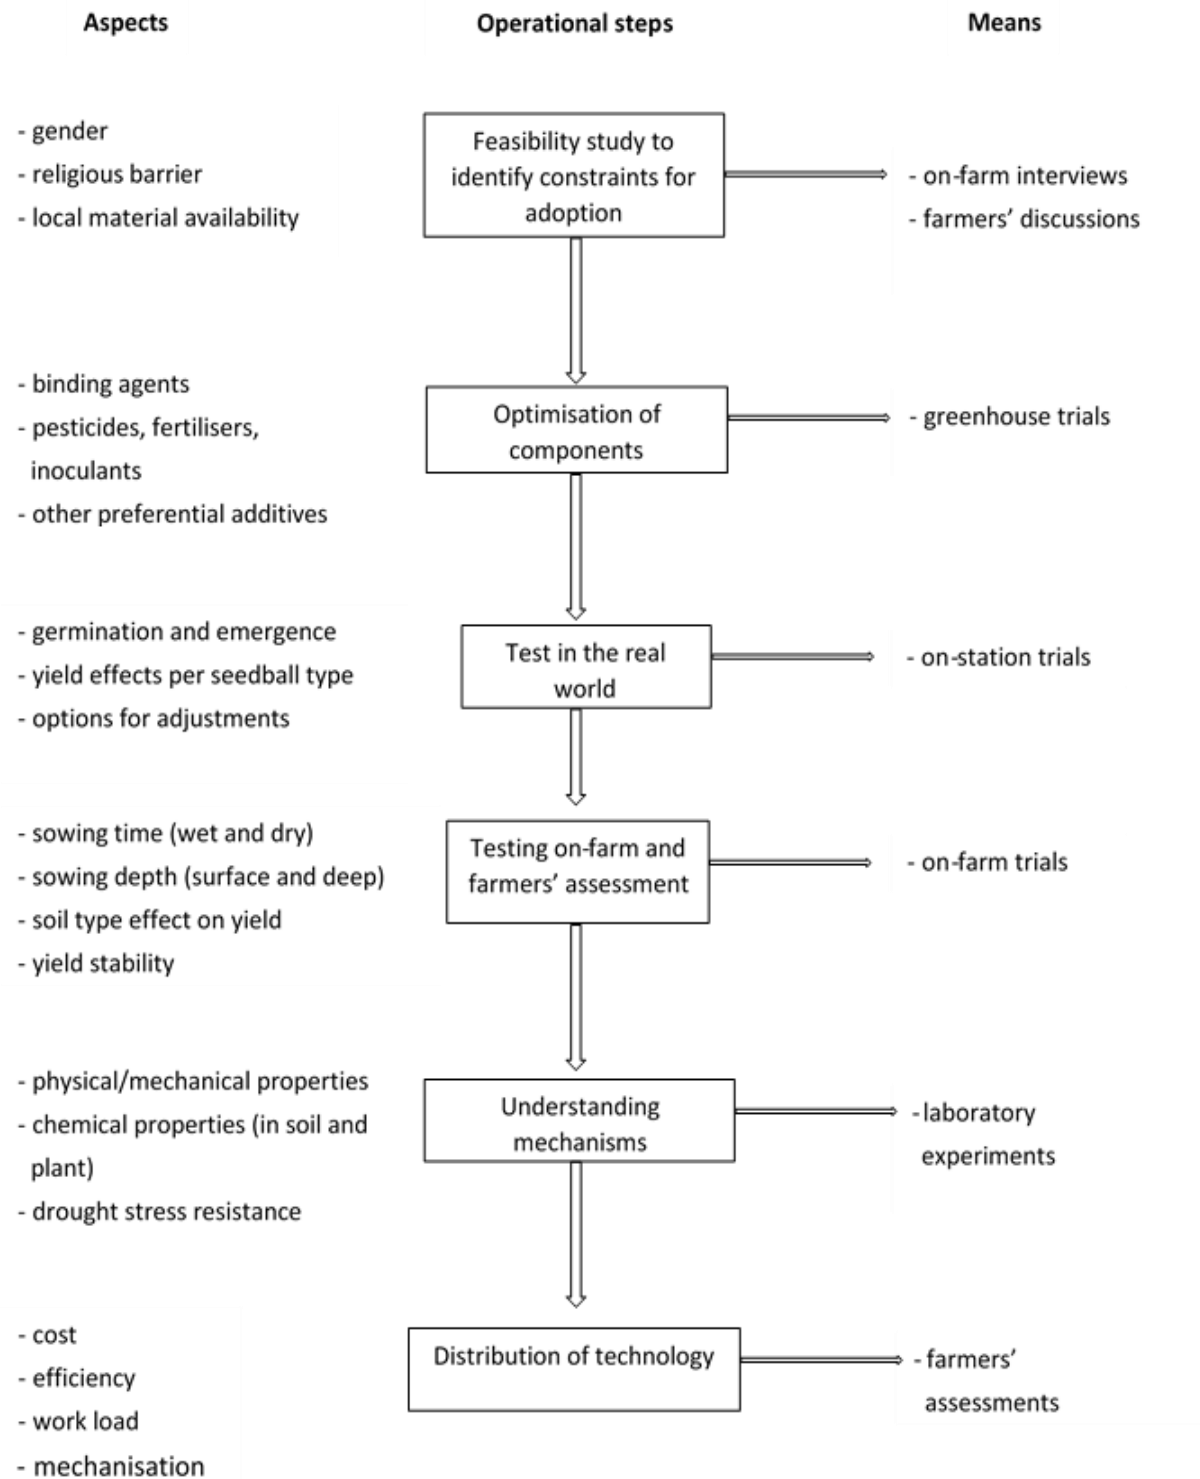 Aspects
Operational steps
Means
- gender
- religious barrier
- local material availability
Feasibility study to
identify constraints for
adoption
- on-farm interviews
- farmers’ discussions
- binding agents
- pesticides, fertilisers,
inoculants
- other preferential additives
Optimisation of
components
- greenhouse trials
- germination and emergence
- yield effects per seedball type
- options for adjustments
Test in the real
world
- on-station trials
- sowing time (wet and dry)
- sowing depth (surface and deep)
- soil type effect on yield
- yield stability
Testing on-farm and
farmers’ assessment
- on-farm trials
- physical/mechanical properties
- chemical properties (in soil and
plant)
- drought stress resistance
Understanding
mechanisms
-laboratory
experiments
- cost
- efficiency
- work load
- mechanisation
Distribution of technology
- farmers’
assessments